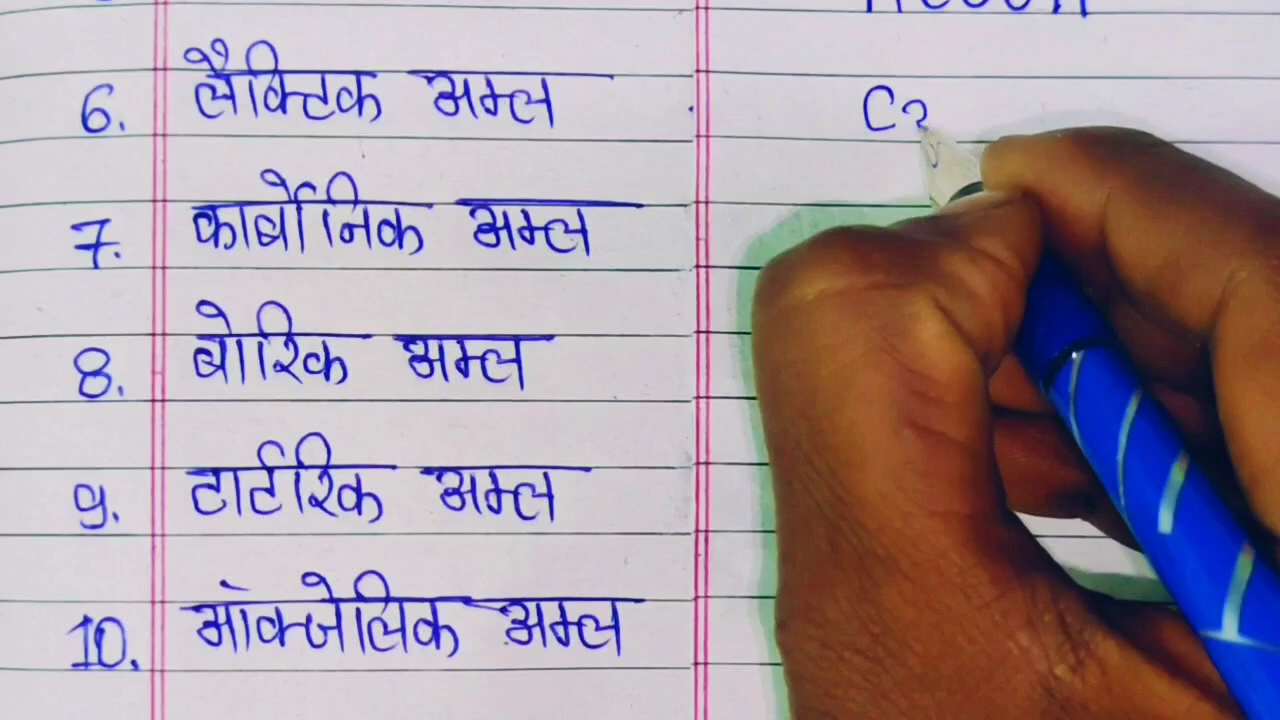 6. लैक्टिक अम्ल C3
7. कार्बोनिक अम्ल
8. बोरिक अम्ल
9. टार्टरिक अम्ल
10. ऑक्जेलिक अम्ल